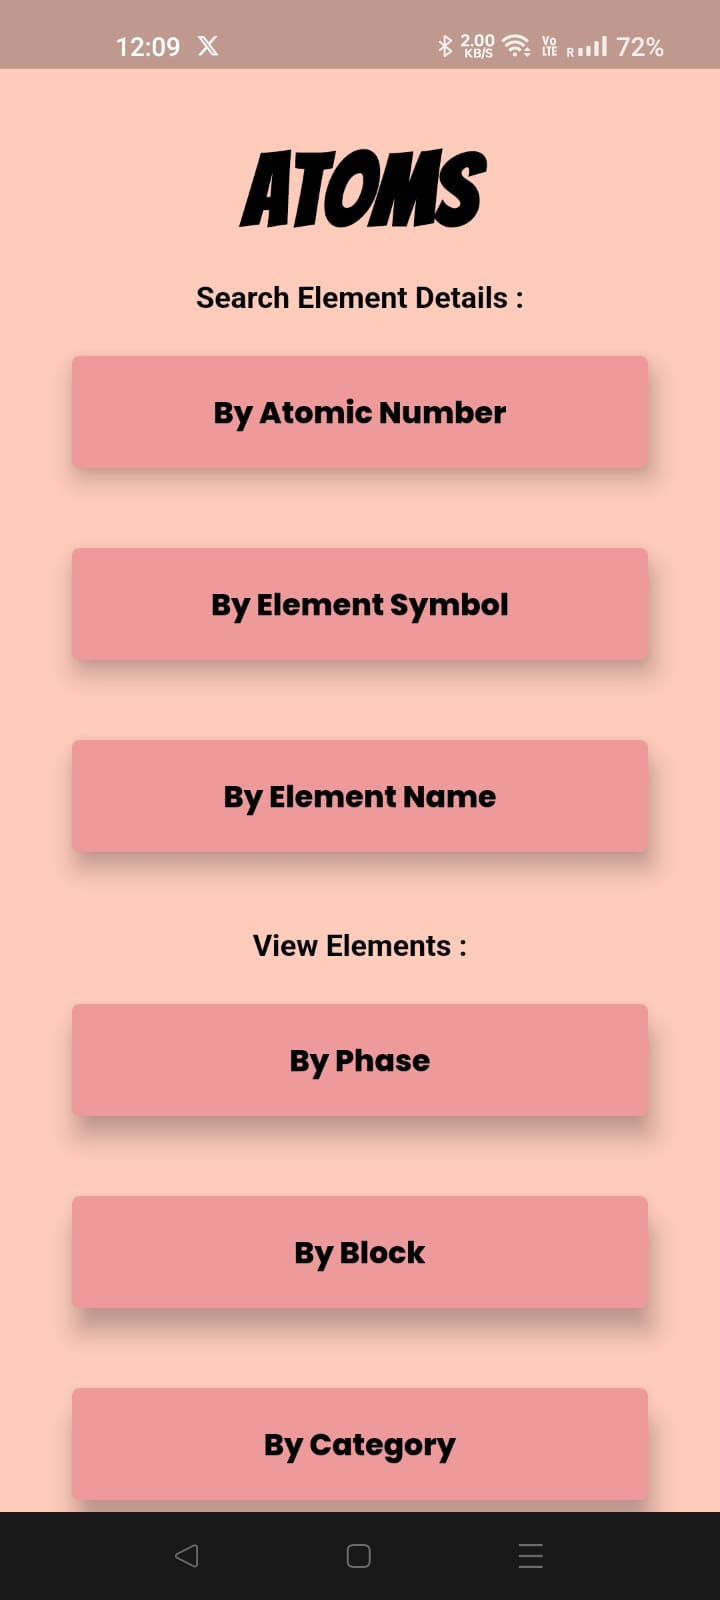 12:09 2.00 KB/S Vo LTE R 72%
ATOMS
Search Element Details :
By Atomic Number
By Element Symbol
By Element Name
View Elements :
By Phase
By Block
By Category